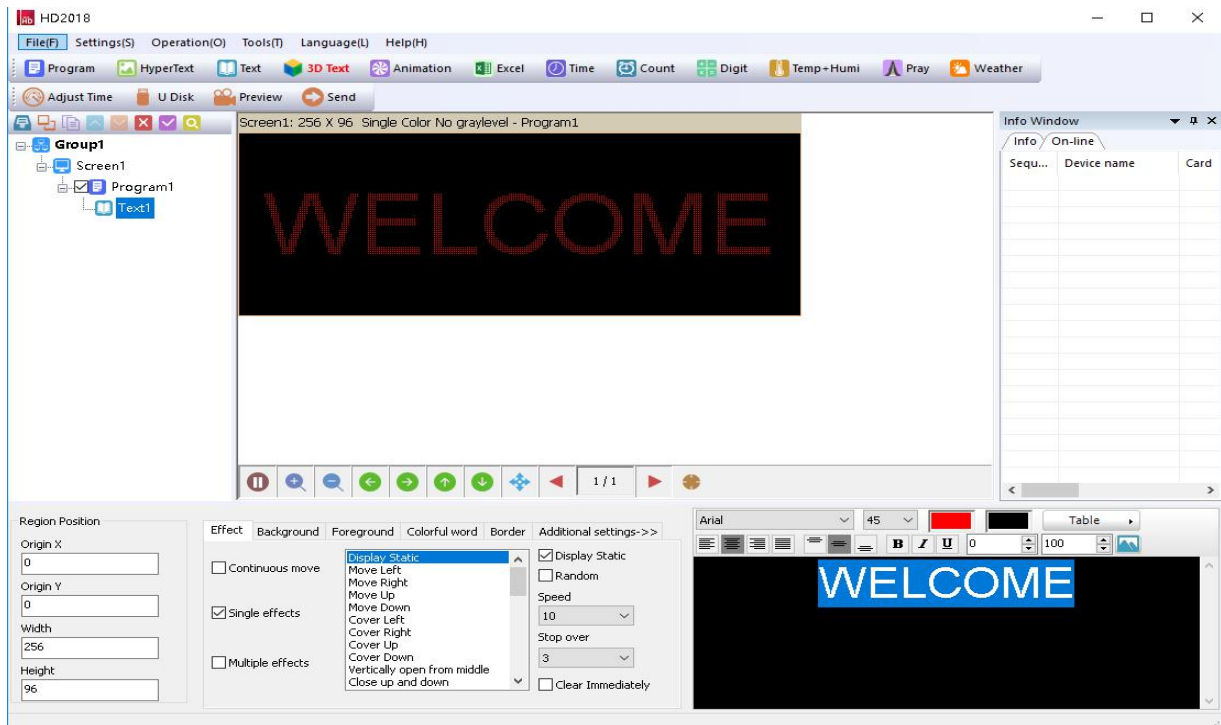 HD2018
File(F) Settings(S) Operation(O) Tools(T) Language(L) Help(H)
Program HyperText Text 3D Text Animation Excel Time Count Digit Temp+Humi Pray Weather
Adjust Time U Disk Preview Send
Group1
Screen1
Program1
Text1
Screen1: 256 X 96 Single Color No graylevel - Program1
WELCOME
1 / 1
Info Window
Info On-line
Sequ... Device name Card
Region Position
Origin X
0
Origin Y
0
Width
256
Height
96
Effect Background Foreground Colorful word Border Additional settings->>
Continuous move
Single effects
Multiple effects
Display Static
Move Left
Move Right
Move Up
Move Down
Cover Left
Cover Right
Cover Up
Cover Down
Vertically open from middle
Close up and down
Display Static
Random
Speed
10
Stop over
3
Clear Immediately
Arial 45 Table
B I U 0 100
WELCOME